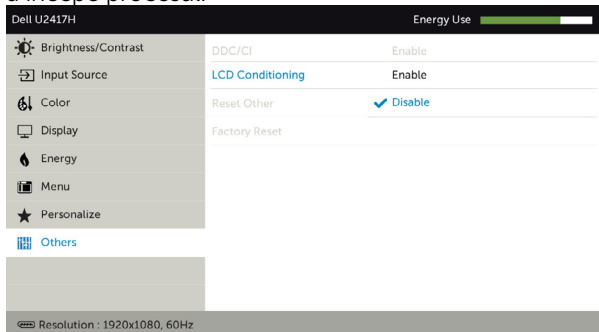 Dell U2417H Energy Use
Brightness/Contrast DDC/CI Enable
Input Source LCD Conditioning Enable
Color Reset Other Disable
Display Factory Reset
Energy
Menu
Personalize
Others
Resolution : 1920x1080, 60Hz